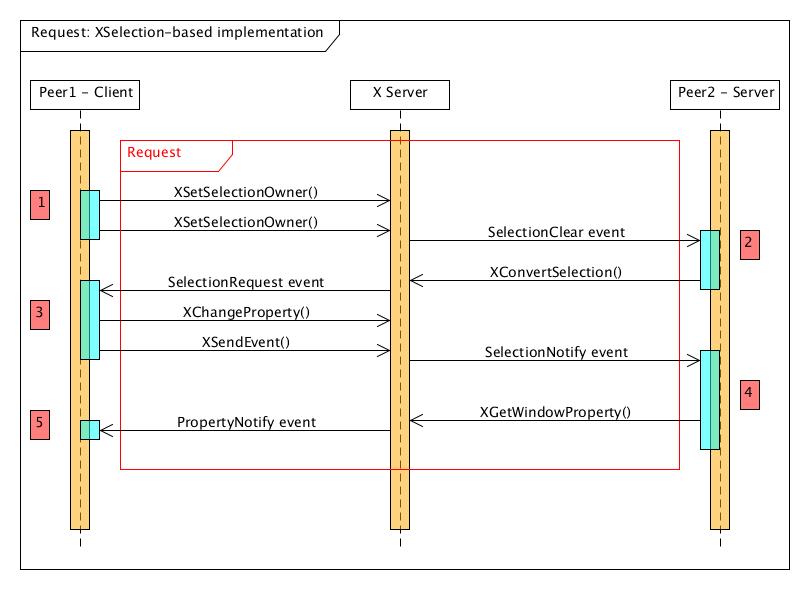 Request: XSelection-based implementation
Peer1 - Client
X Server
Peer2 - Server
Request
1
XSetSelectionOwner()
XSetSelectionOwner()
SelectionClear event
2
XConvertSelection()
SelectionRequest event
3
XChangeProperty()
XSendEvent()
SelectionNotify event
4
XGetWindowProperty()
5
PropertyNotify event